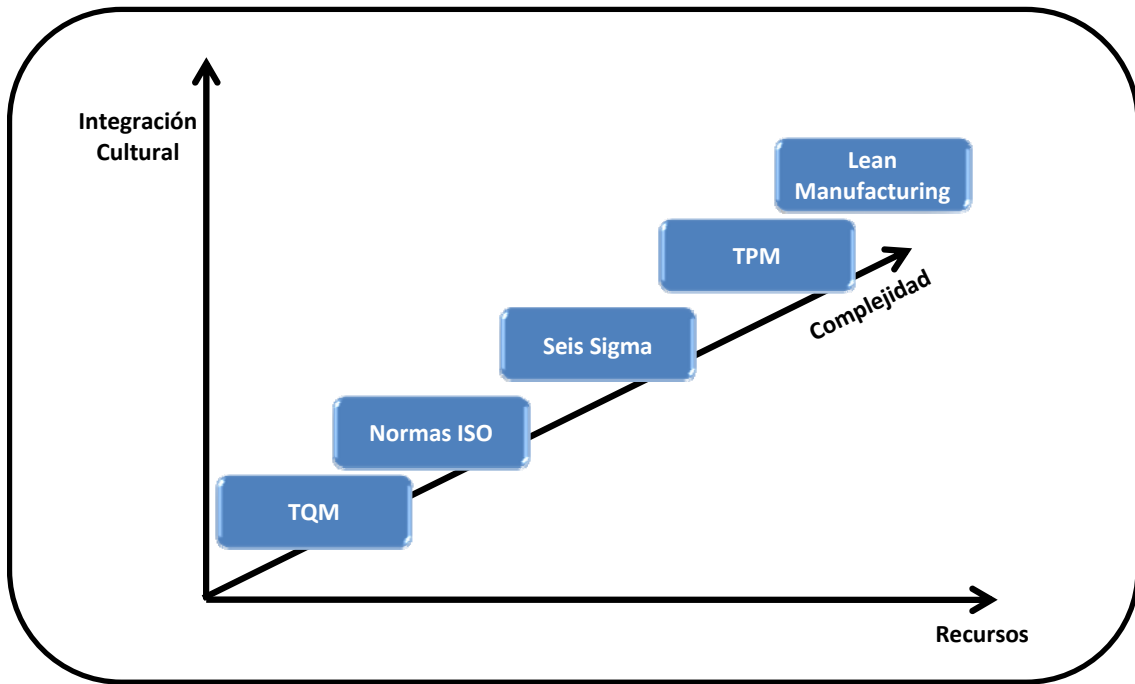 Integración
Cultural
Lean
Manufacturing
TPM
Complejidad
Seis Sigma
Normas ISO
TQM
Recursos